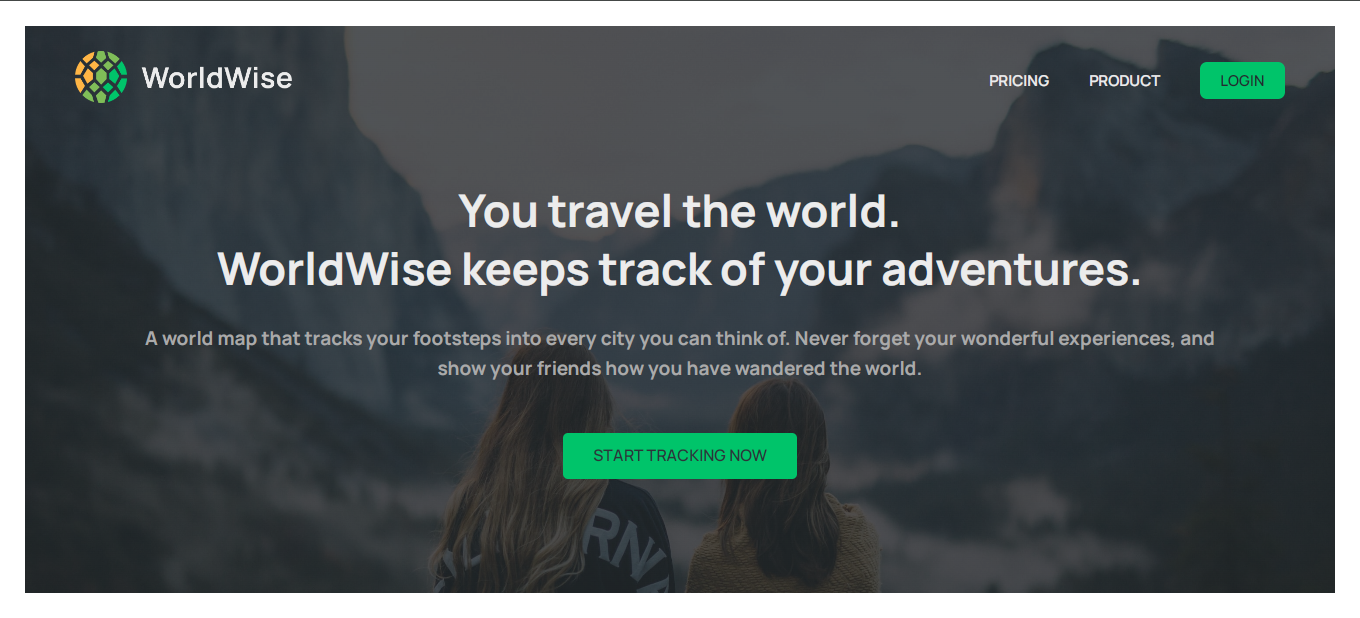 WorldWise
PRICING
PRODUCT
LOGIN
You travel the world.
WorldWise keeps track of your adventures.
A world map that tracks your footsteps into every city you can think of. Never forget your wonderful experiences, and
show your friends how you have wandered the world.
START TRACKING NOW